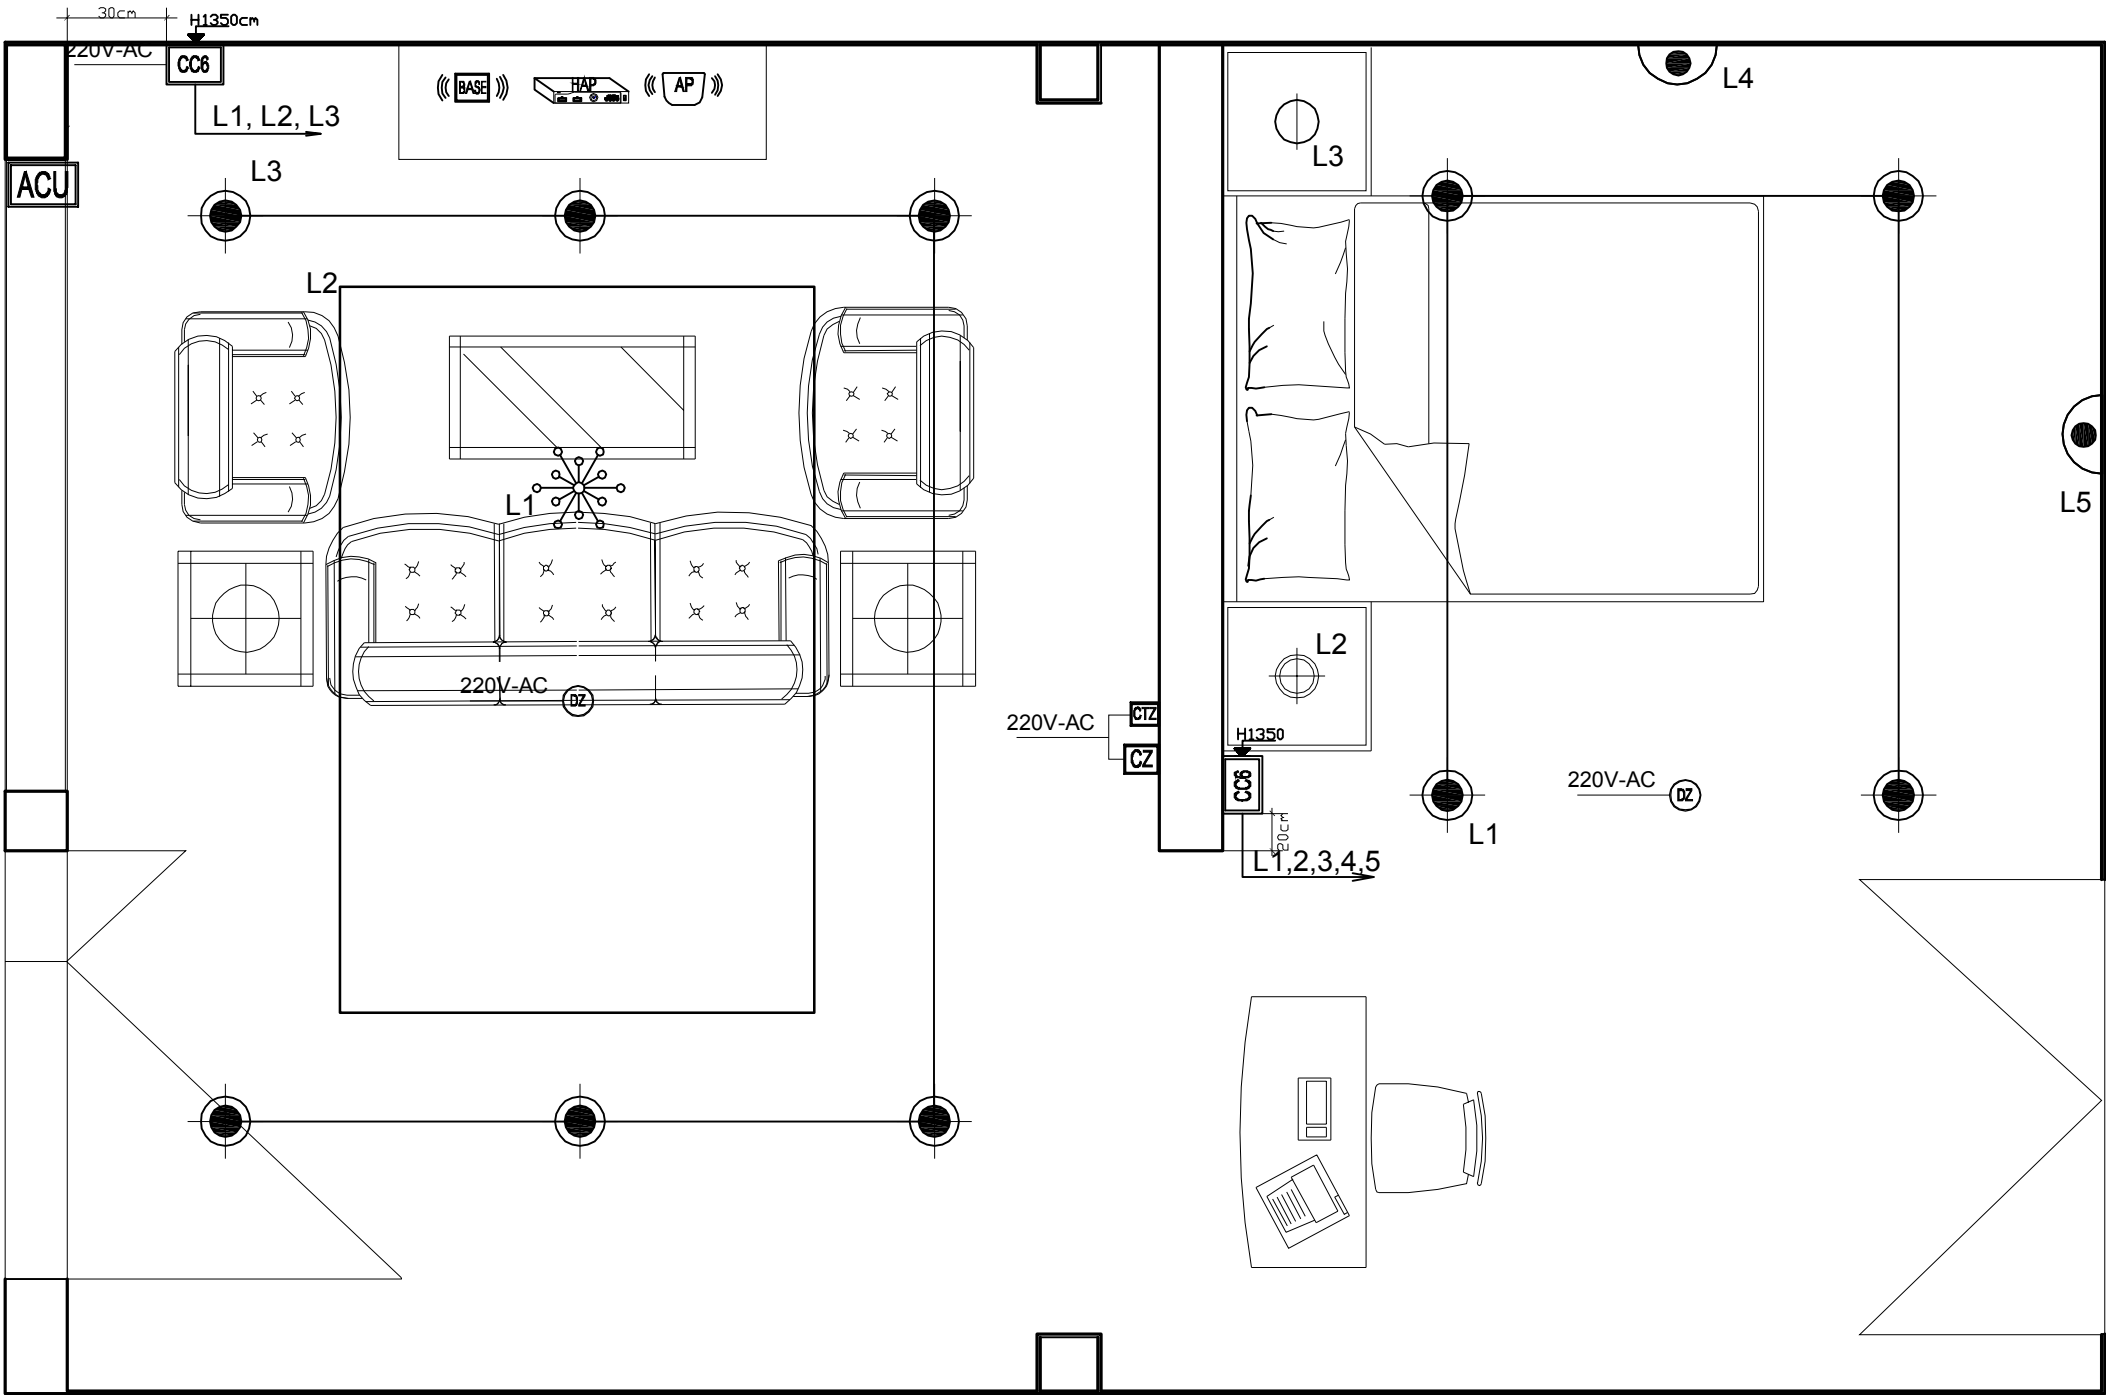 30cm
H1350cm
220V-AC
CC6
BASE
HAP
AP
L4
L1, L2, L3
L3
L3
ACU
L2
L1
L5
L2
220V-AC
DZ
220V-AC
CTZ
CZ
H1350
CC6
20cm
220V-AC
DZ
L1
L1,2,3,4,5